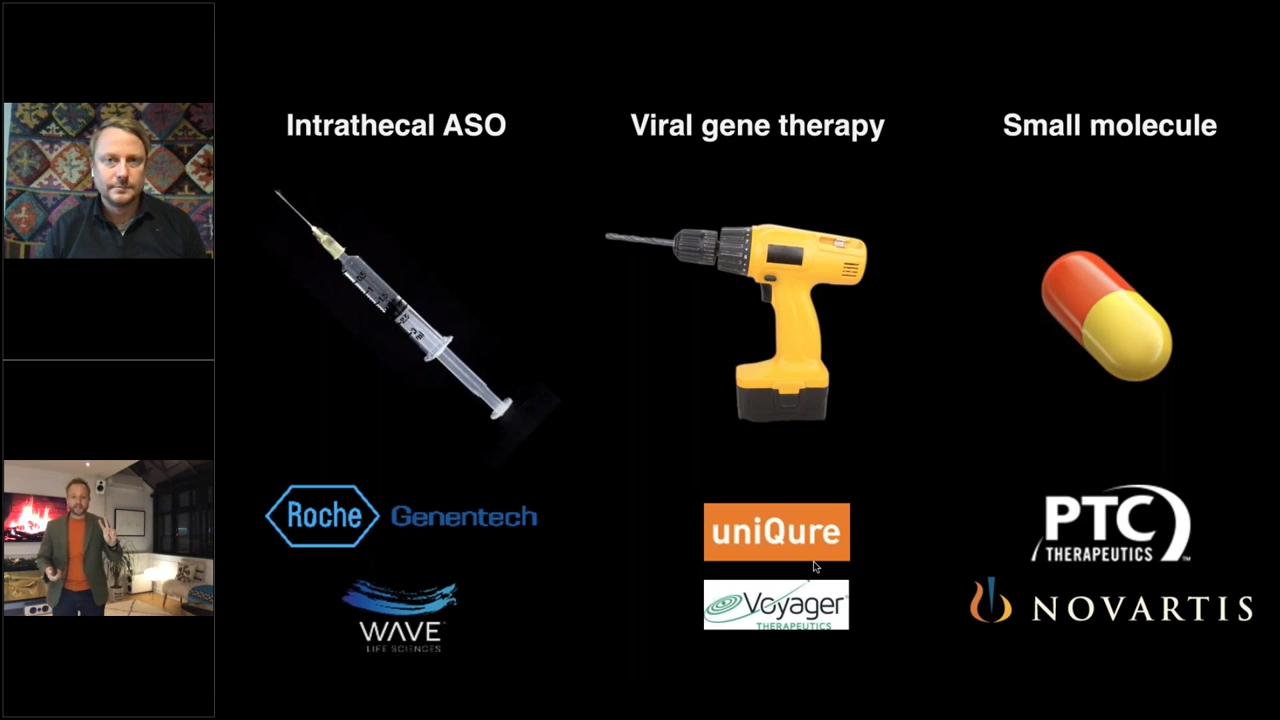 Intrathecal ASO
Viral gene therapy
Small molecule
Roche
Genentech
WAVE
LIFE SCIENCES
uniQure
Voyager
THERAPEUTICS
PTC
THERAPEUTICS
NOVARTIS